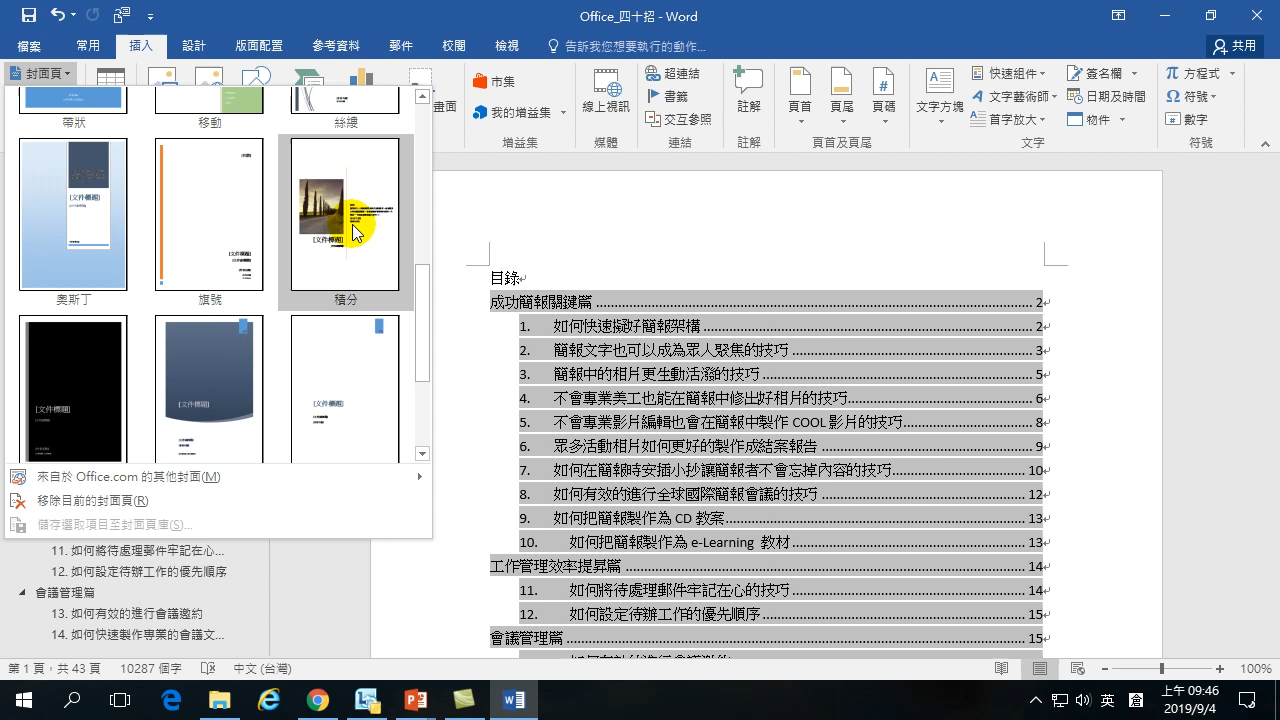 Office_四十招 - Word
檔案 常用 插入 設計 版面配置 參考資料 郵件 校閱 檢視 告訴我您想要執行的動作... 共用
封面頁
畫面
市集
我的增益集
增益集
線上視訊
媒體
超連結
書籤
交互參照
連結
註解
註解
頁首
頁尾
頁碼
頁首及頁尾
文字方塊
快速組件
文字藝術師
首字放大
簽名欄
日期及時間
物件
文字
方程式
符號
數字
符號
帶狀 移動 絲縷
[文件標題]
[文件標題]
[文件標題]
奧斯丁 旗號 積分
[文件標題]
[文件標題]
[文件標題]
來自於 Office.com 的其他封面(M)
移除目前的封面頁(R)
儲存選取項目至封面頁庫(S)...
11. 如何將待處理郵件牢記在心...
12. 如何設定待辦工作的優先順序
會議管理篇
13. 如何有效的進行會議邀約
14. 如何快速製作專業的會議文...
目錄
成功簡報關鍵篇 2
1. 如何快速擬好簡報架構 2
2. 簡報文字也可以成為眾人聚焦的技巧 3
3. 簡報中的相片更生動活潑的技巧 5
4. 不會專業美工也能在簡報中修出好相片的技巧 6
5. 不會專業影片編輯也會在簡報中製作 COOL 影片的技巧 8
6. 眾多活動照片如何更好的製作成結案報告 9
7. 如何在簡報時安插小抄讓簡報者不會忘掉內容的技巧 10
8. 如何有效的進行全球國際簡報會議的技巧 12
9. 如何把簡報製作為 CD 教案 13
10. 如何把簡報製作為 e-Learning 教材 13
工作管理效率提昇篇 14
11. 如何將待處理郵件牢記在心的技巧 14
12. 如何設定待辦工作的優先順序 15
會議管理篇 15
第 1 頁，共 43 頁 10287 個字 中文 (台灣) 100%
英 上午 09:46
2019/9/4